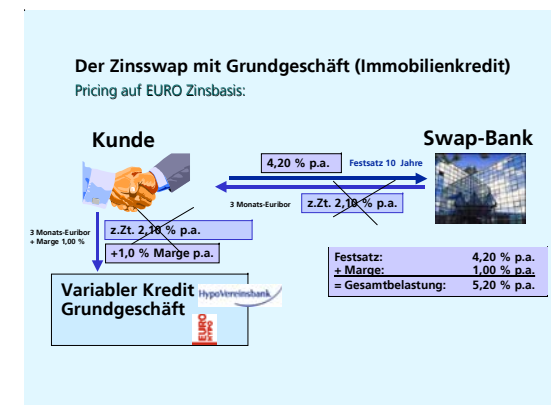 Der Zinsswap mit Grundgeschäft (Immobilienkredit)
Pricing auf EURO Zinsbasis:
Kunde
Swap-Bank
4,20 % p.a.
Festsatz 10 Jahre
3 Monats-Euribor
z.Zt. 2,10 % p.a.
3 Monats-Euribor
+ Marge 1,00 %
z.Zt. 2,10 % p.a.
+1,0 % Marge p.a.
Festsatz: 4,20 % p.a.
+ Marge: 1,00 % p.a.
= Gesamtbelastung: 5,20 % p.a.
Variabler Kredit
Grundgeschäft
HypoVereinsbank
EURO
HYPO